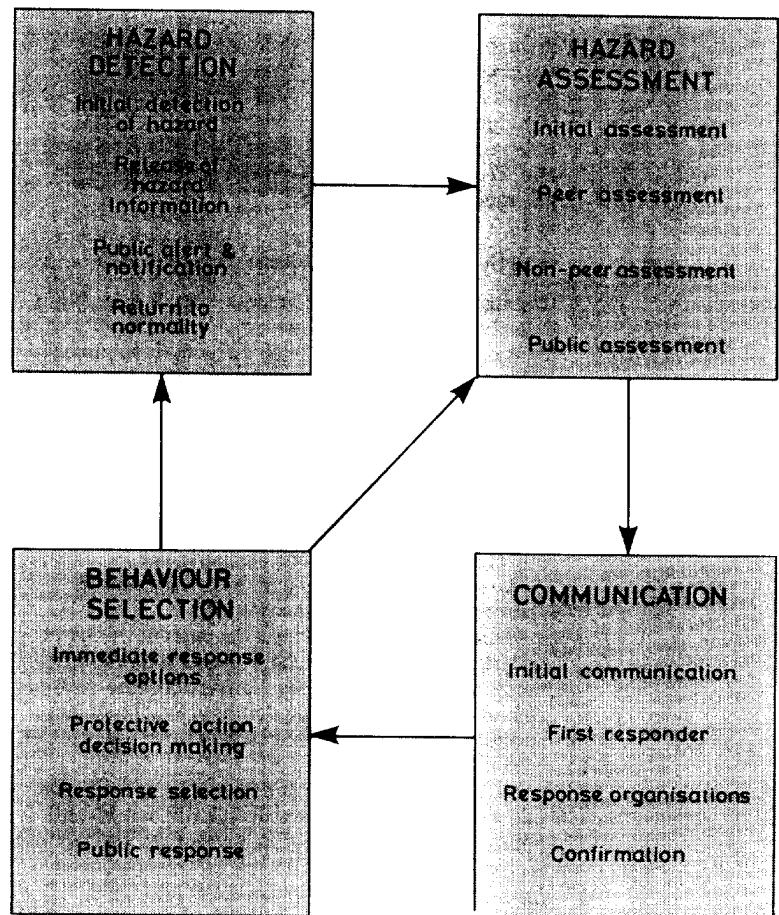 HAZARD
DETECTION
Initial detection
of hazard
Release of
hazard
Information
Public alert &
notification
Return to
normality
HAZARD
ASSESSMENT
Initial assessment
Peer assessment
Non-peer assessment
Public assessment
BEHAVIOUR
SELECTION
Immediate response
options
Protective action
decision making
Response selection
Public response
COMMUNICATION
Initial communication
First responder
Response organisations
Confirmation